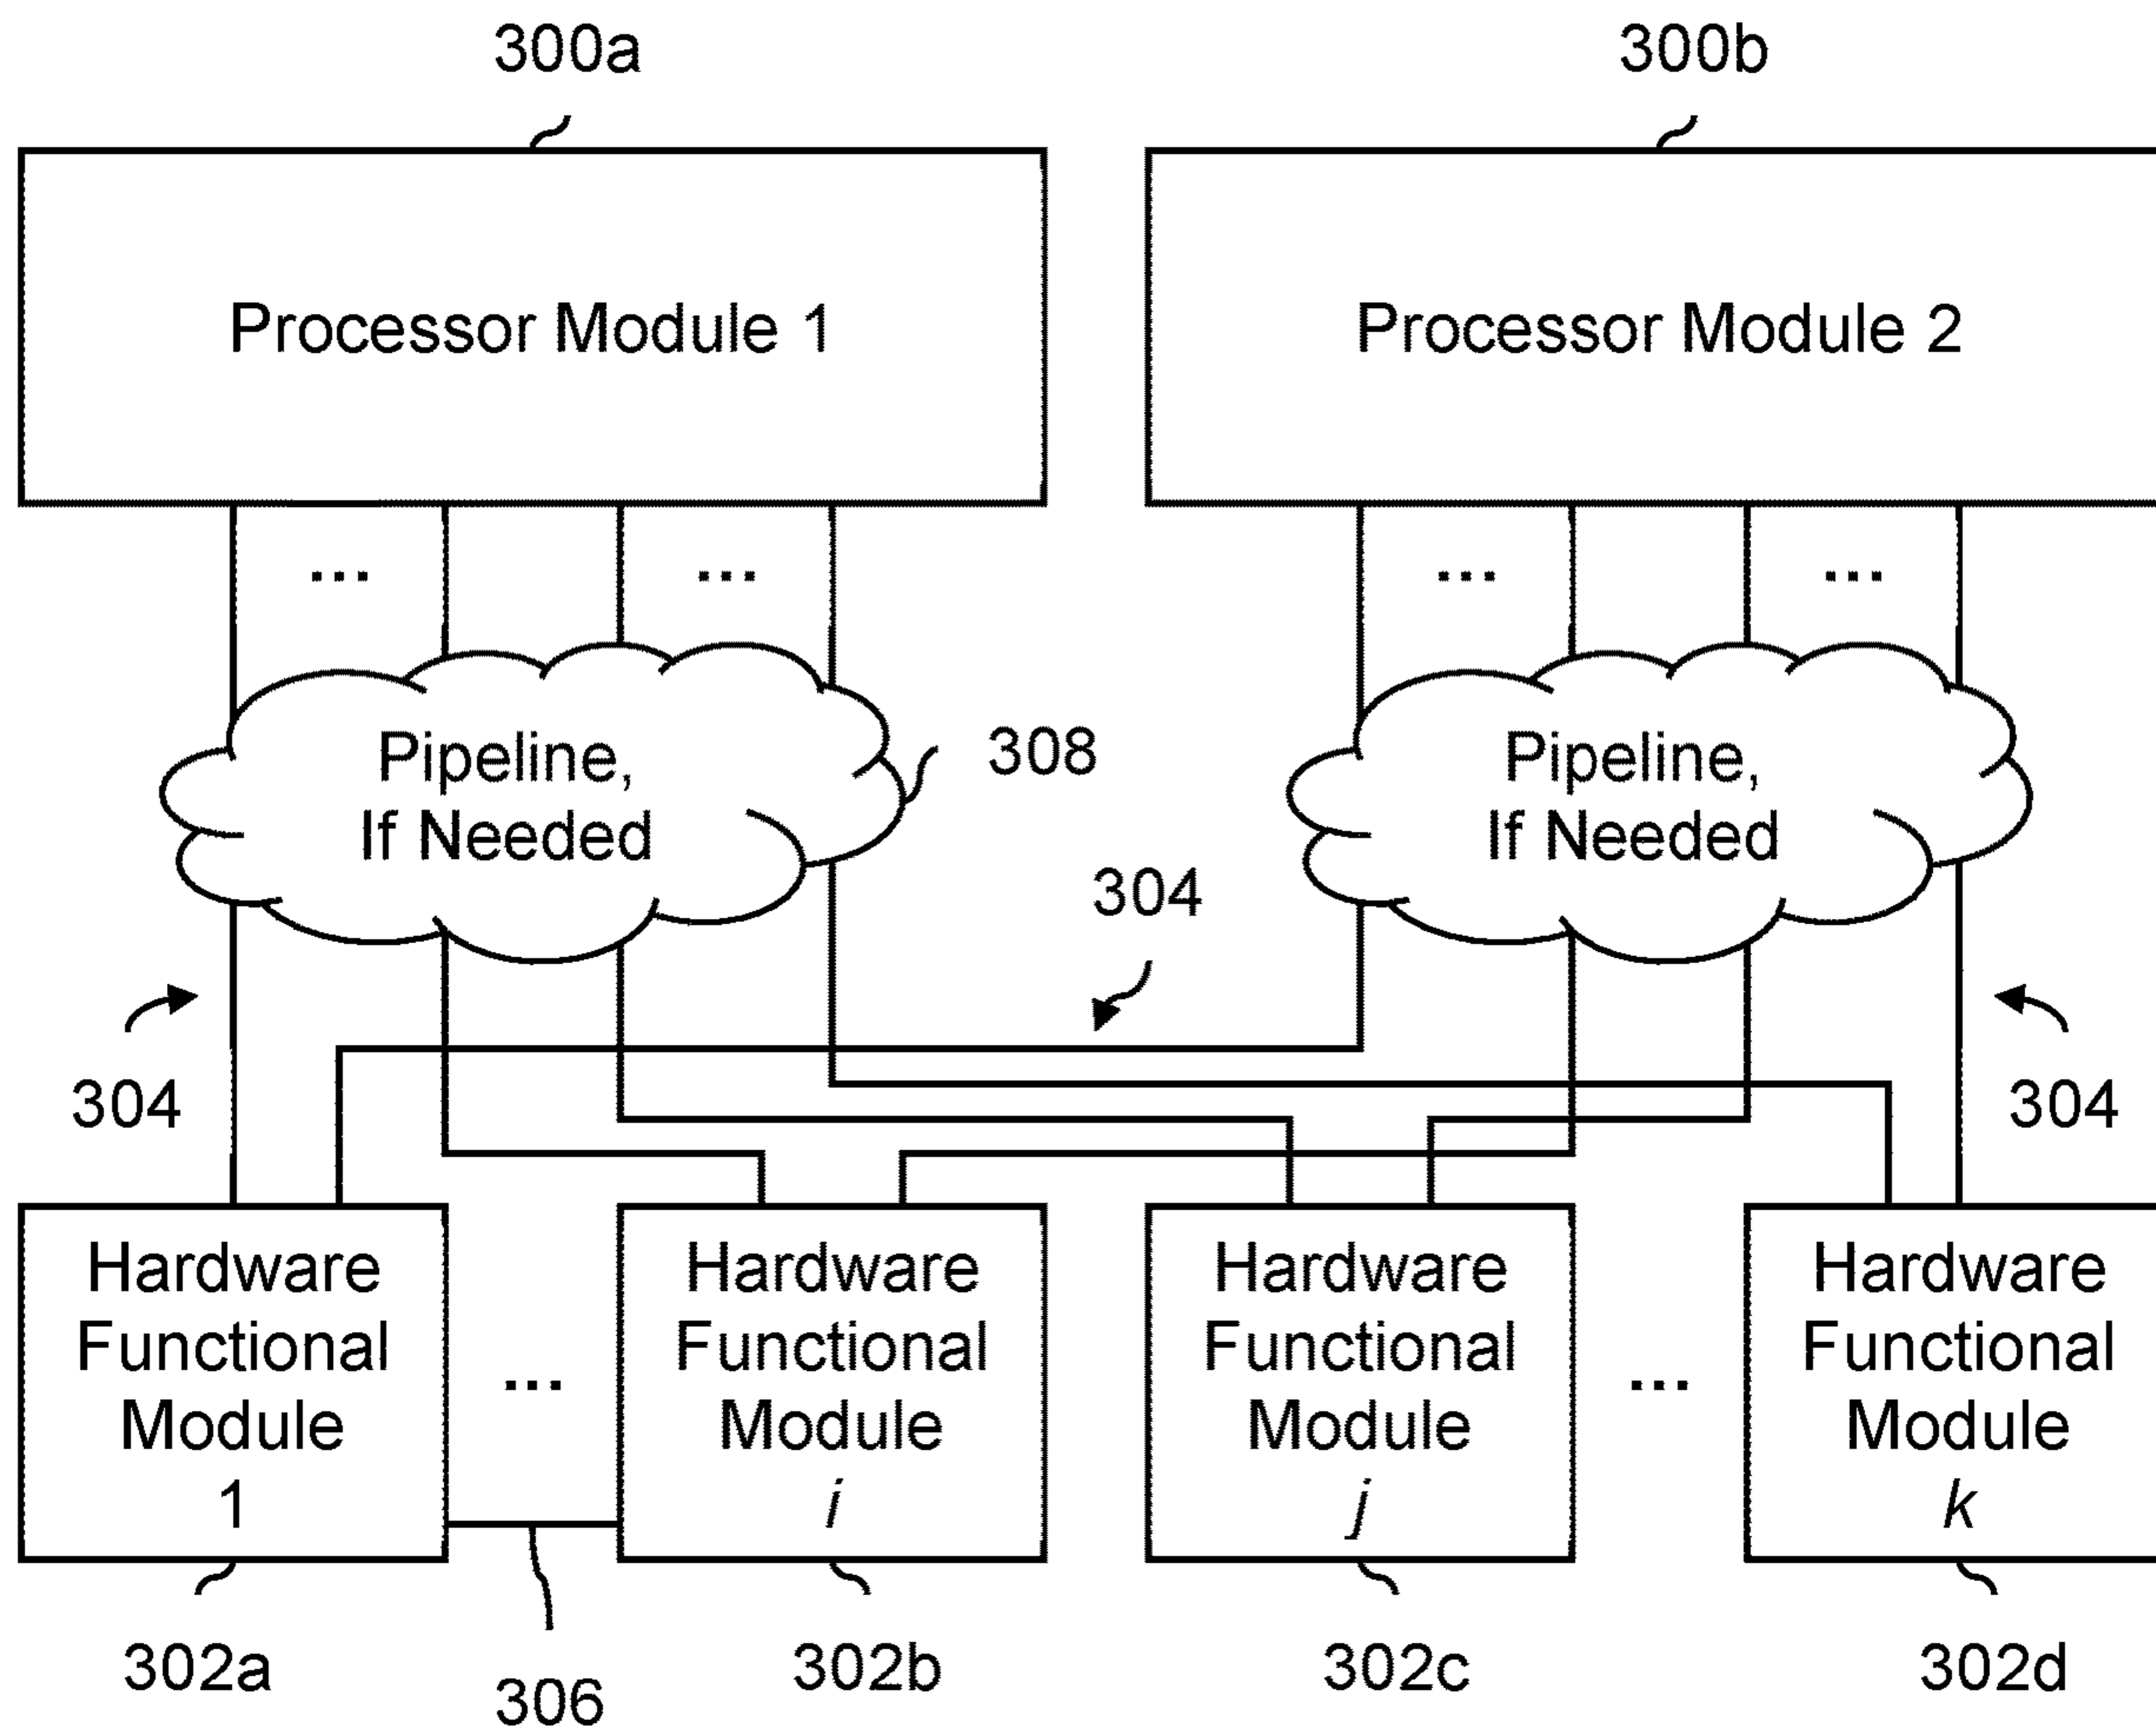 300a
300b
Processor Module 1
Processor Module 2
...
...
...
...
Pipeline,
If Needed
308
Pipeline,
If Needed
304
304
304
Hardware
Functional
Module
1
...
Hardware
Functional
Module
i
Hardware
Functional
Module
j
...
Hardware
Functional
Module
k
302a
306
302b
302c
302d